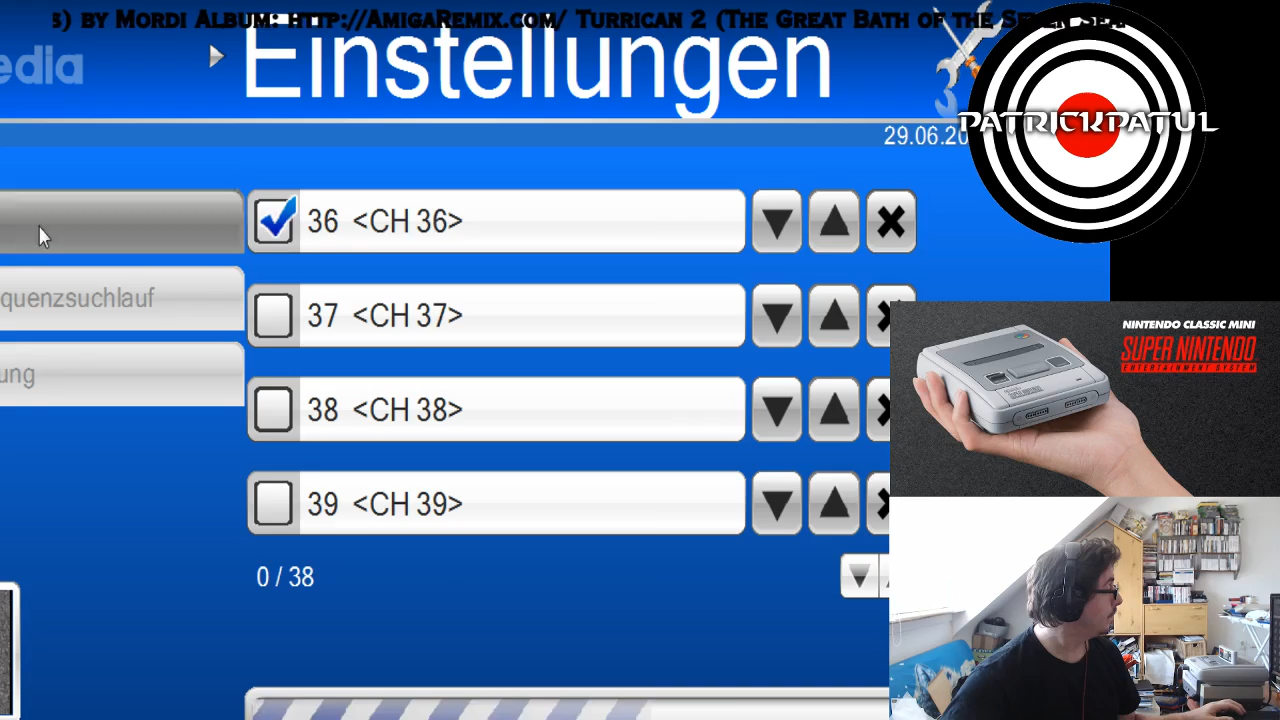 s) by Mordi Album: http://AmigaRemix.com/ Turrican 2 (The Great Bath of the Seven Sea
edia
Einstellungen
29.06.20
PATRICKPATUL
36 <CH 36>
37 <CH 37>
quenzsuchlauf
NINTENDO CLASSIC MINI
SUPER NINTENDO
ENTERTAINMENT SYSTEM
ung
38 <CH 38>
39 <CH 39>
0 / 38